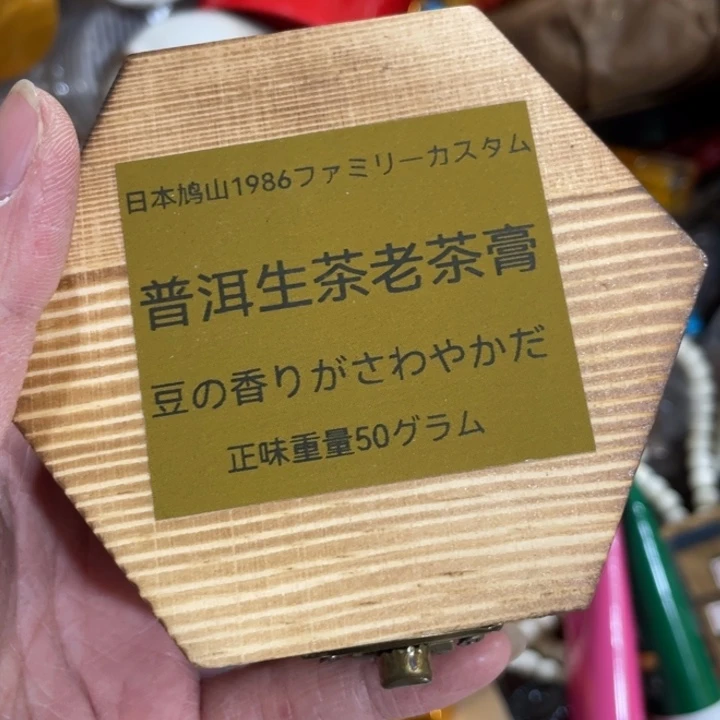 日本鳩山1986ファミリーカスタム
普洱生茶老茶膏
豆の香りがさわやかだ
正味重量50グラム